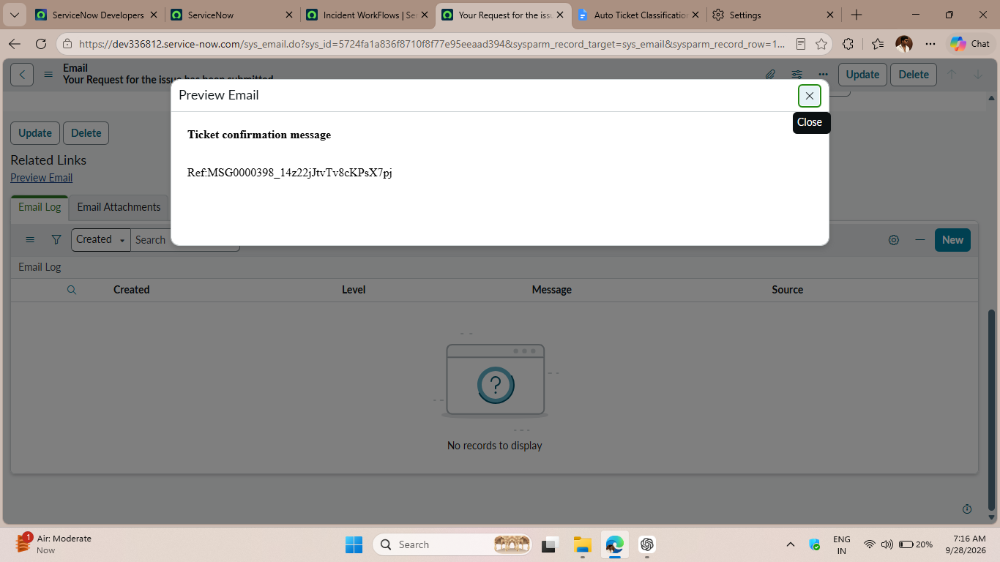 ServiceNow Developers
ServiceNow
Incident WorkFlows | Se
Your Request for the issu
Auto Ticket Classification
Settings
https://dev336812.service-now.com/sys_email.do?sys_id=5724fa1a836f8710f8f77e95eeaad394&sysparm_record_target=sys_email&sysparm_record_row=1...
Chat
Email
Your Request for the issue has been submitted
Update
Delete
Preview Email
Close
Ticket confirmation message
Ref:MSG0000398_14z22jJtvTv8cKPsX7pj
Update
Delete
Related Links
Preview Email
Email Log
Email Attachments
Created
Search
New
Email Log
Created
Level
Message
Source
No records to display
1
Air: Moderate
Now
Search
ENG
IN
20%
7:16 AM
9/28/2026